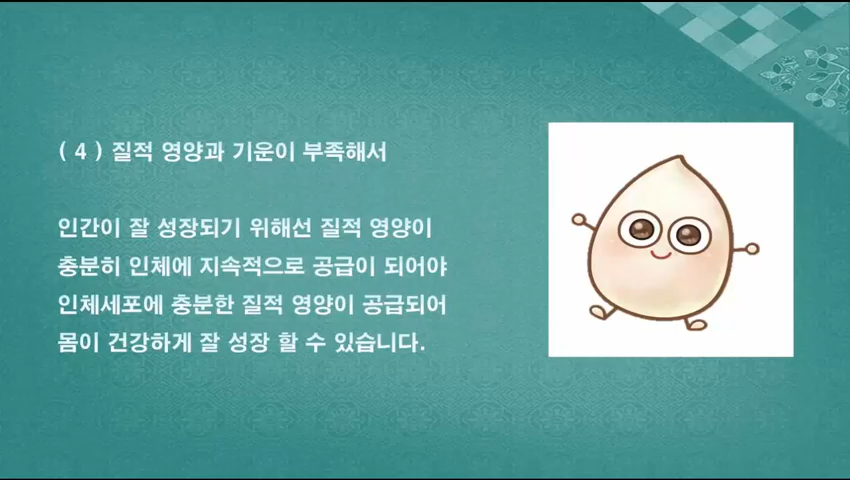 ( 4 ) 질적 영양과 기운이 부족해서
인간이 잘 성장되기 위해선 질적 영양이
충분히 인체에 지속적으로 공급이 되어야
인체세포에 충분한 질적 영양이 공급되어
몸이 건강하게 잘 성장 할 수 있습니다.